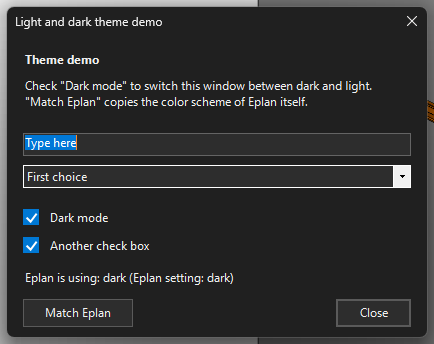 Light and dark theme demo
Theme demo
Check "Dark mode" to switch this window between dark and light.
"Match Eplan" copies the color scheme of Eplan itself.
Type here
First choice
Dark mode
Another check box
Eplan is using: dark (Eplan setting: dark)
Match Eplan
Close